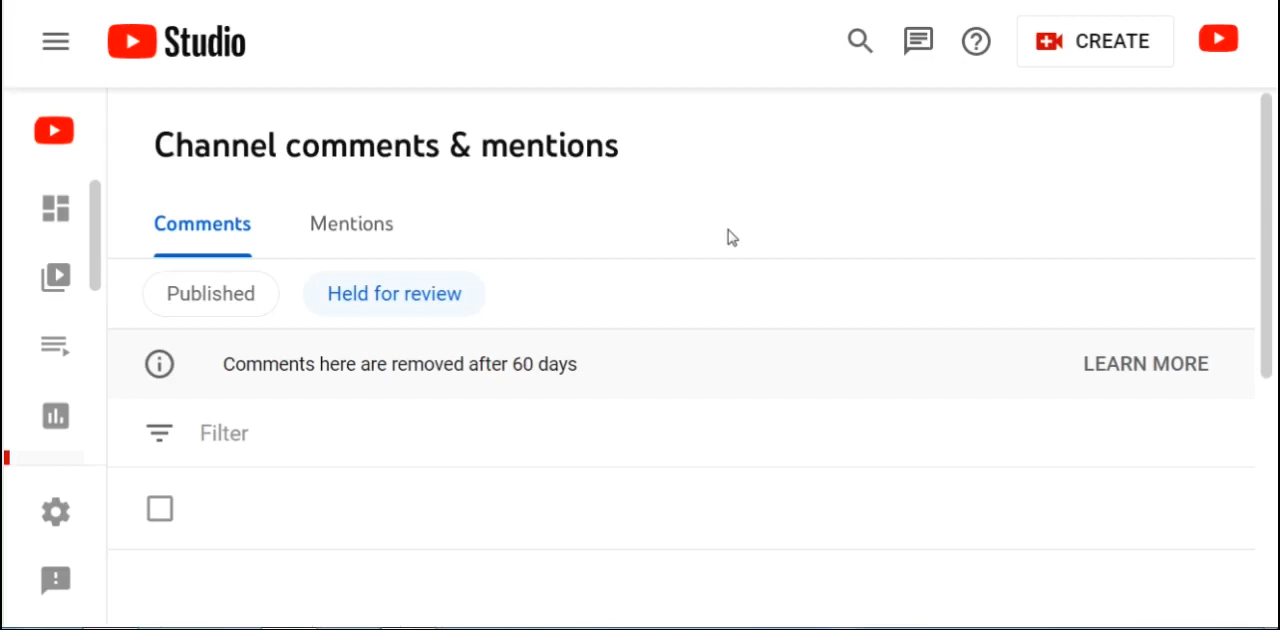 Studio
CREATE
Channel comments & mentions
Comments Mentions
Published Held for review
Comments here are removed after 60 days LEARN MORE
Filter